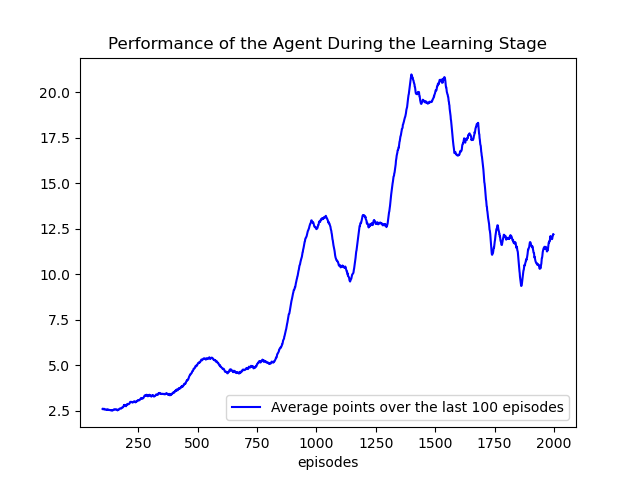 Performance of the Agent During the Learning Stage
20.0
17.5
15.0
12.5
10.0
7.5
5.0
2.5
Average points over the last 100 episodes
250 500 750 1000 1250 1500 1750 2000
episodes